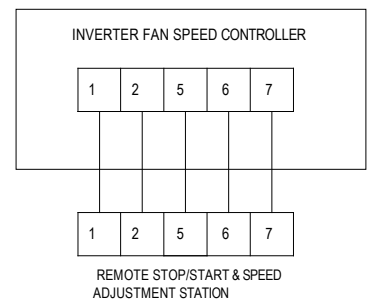 INVERTER FAN SPEED CONTROLLER
1 2 5 6 7
1 2 5 6 7
REMOTE STOP/START & SPEED
ADJUSTMENT STATION